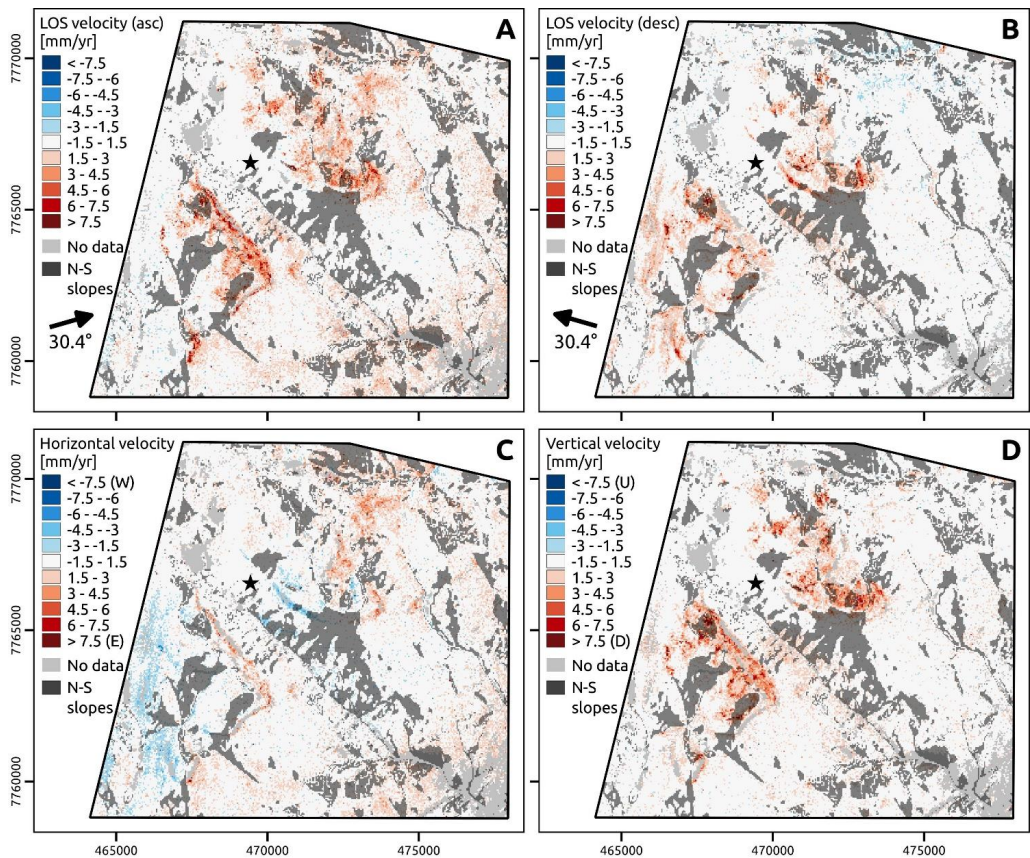 LOS velocity (asc)
[mm/yr]
< -7.5
-7.5 - -6
-6 - -4.5
-4.5 - -3
-3 - -1.5
-1.5 - 1.5
1.5 - 3
3 - 4.5
4.5 - 6
6 - 7.5
> 7.5
No data
N-S
slopes
30.4°
A
7770000
7765000
7760000
LOS velocity (desc)
[mm/yr]
< -7.5
-7.5 - -6
-6 - -4.5
-4.5 - -3
-3 - -1.5
-1.5 - 1.5
1.5 - 3
3 - 4.5
4.5 - 6
6 - 7.5
> 7.5
No data
N-S
slopes
30.4°
B
Horizontal velocity
[mm/yr]
< -7.5 (W)
-7.5 - -6
-6 - -4.5
-4.5 - -3
-3 - -1.5
-1.5 - 1.5
1.5 - 3
3 - 4.5
4.5 - 6
6 - 7.5
> 7.5 (E)
No data
N-S
slopes
C
7770000
7765000
7760000
465000
470000
475000
Vertical velocity
[mm/yr]
< -7.5 (U)
-7.5 - -6
-6 - -4.5
-4.5 - -3
-3 - -1.5
-1.5 - 1.5
1.5 - 3
3 - 4.5
4.5 - 6
6 - 7.5
> 7.5 (D)
No data
N-S
slopes
D
465000
470000
475000